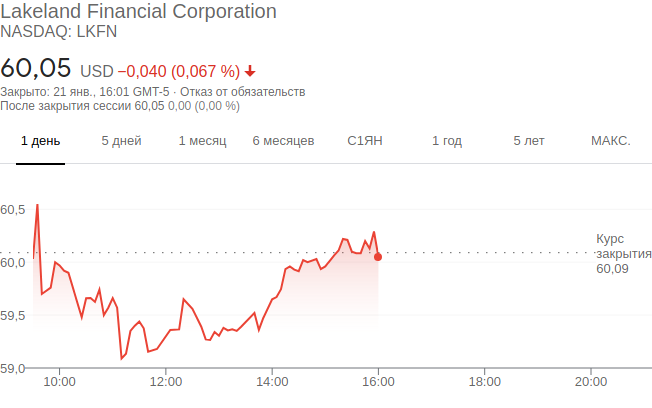 Lakeland Financial Corporation
NASDAQ: LKFN
60,05 USD −0,040 (0,067 %)
Закрыто: 21 янв., 16:01 GMT-5 · Отказ от обязательств
После закрытия сессии 60,05 0,00 (0,00 %)
1 день 5 дней 1 месяц 6 месяцев С1ЯН 1 год 5 лет МАКС.
60,5
Курс
закрытия
60,09
60,0
59,5
59,0
10:00 12:00 14:00 16:00 18:00 20:00